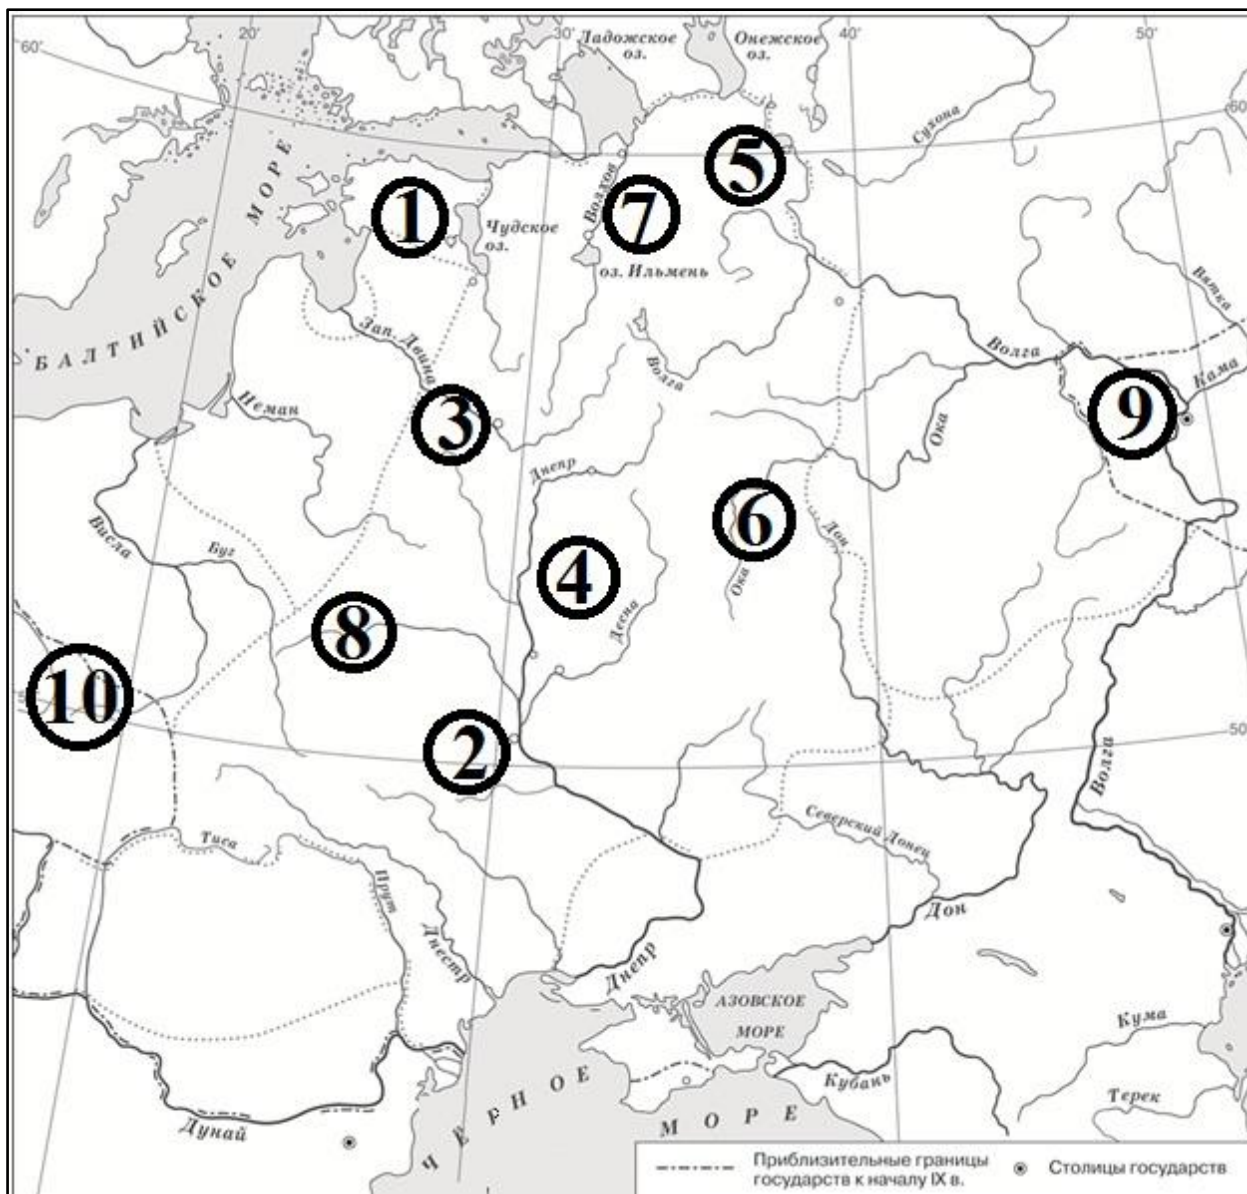 60°
20°
30°
Ладожское
оз.
Онежское
оз.
40°
50°
60
Сухона
БАЛТИЙСКОЕ МОРЕ
1
Чудское
оз.
Волхов
7
5
оз. Ильмень
Вятка
Зап. Двина
Волга
Волга
Кама
Неман
3
Ока
9
Днепр
Висла
Буг
4
6
Дон
Ока
Десна
8
10
2
50
Волга
Северский Донец
Тиса
Прут
Днестр
Дон
Днепр
АЗОВСКОЕ
МОРЕ
Кума
Кубань
Терек
Дунай
ЧЕРНОЕ МОРЕ
Приблизительные границы
государств к началу IX в.
Столицы государств